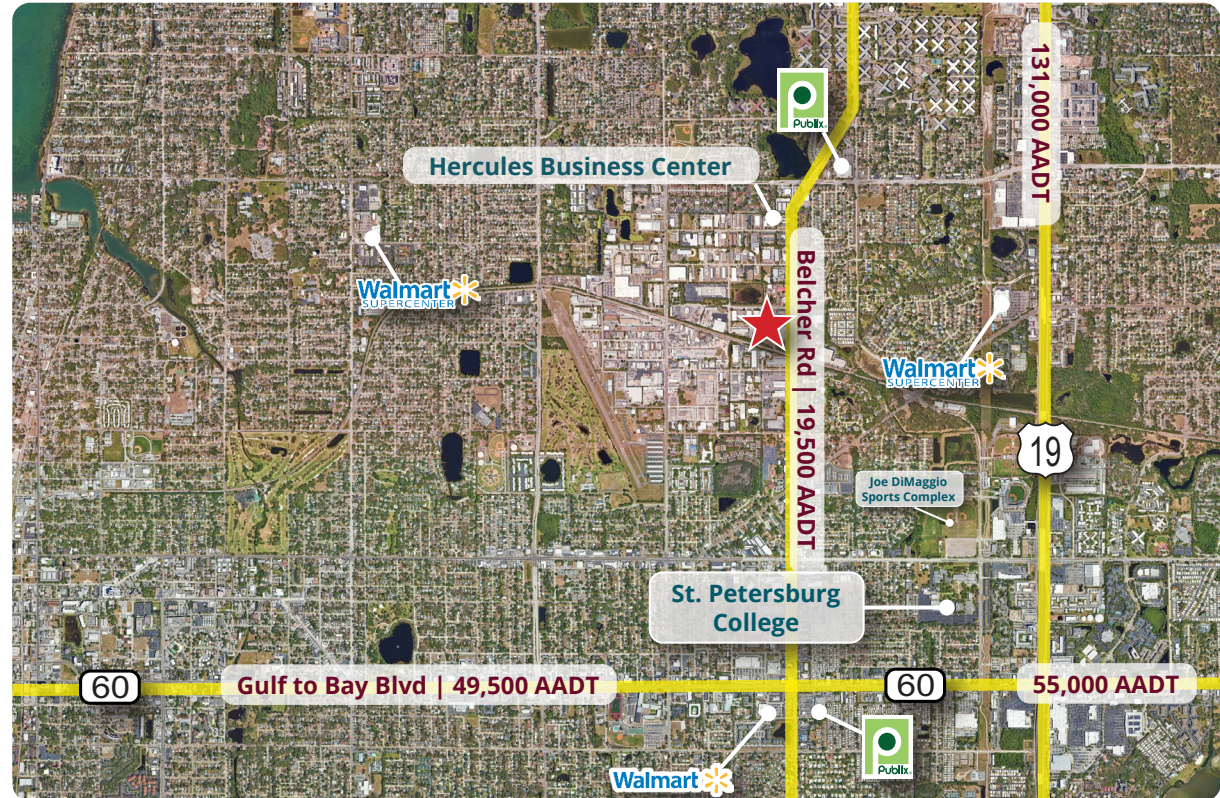 131,000 AADT
Publix
Hercules Business Center
Walmart
SUPERCENTER
Belcher Rd | 19,500 AADT
Walmart
SUPERCENTER
19
Joe DiMaggio
Sports Complex
St. Petersburg
College
60
Gulf to Bay Blvd | 49,500 AADT
60
55,000 AADT
Publix
Walmart